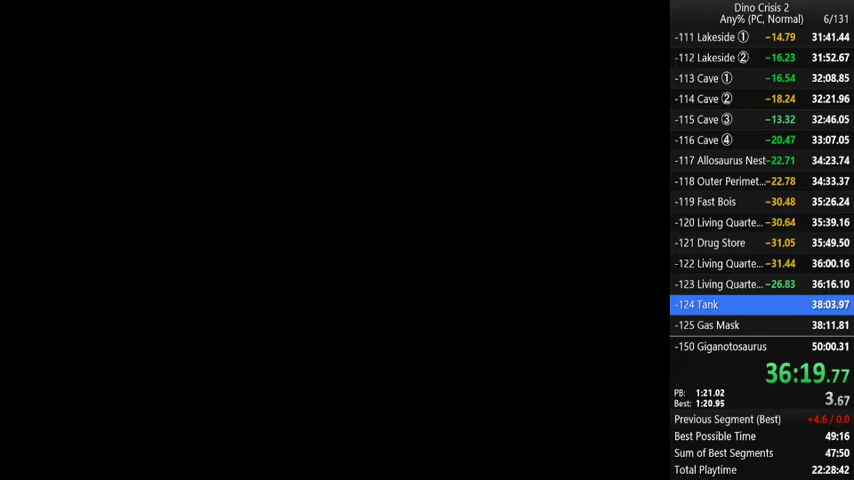 Dino Crisis 2
Any% (PC, Normal) 6/131
-111 Lakeside ① −14.79 31:41.44
-112 Lakeside ② −16.23 31:52.67
-113 Cave ① −16.54 32:08.85
-114 Cave ② −18.24 32:21.96
-115 Cave ③ −13.32 32:46.05
-116 Cave ④ −20.47 33:07.05
-117 Allosaurus Nest −22.71 34:23.74
-118 Outer Perimet... −22.78 34:33.37
-119 Fast Bois −30.48 35:26.24
-120 Living Quarte... −30.64 35:39.16
-121 Drug Store −31.05 35:49.50
-122 Living Quarte... −31.44 36:00.16
-123 Living Quarte... −26.83 36:16.10
-124 Tank 38:03.97
-125 Gas Mask 38:11.81
-150 Giganotosaurus 50:00.31
36:19.77
PB: 1:21.02
Best: 1:20.95 3.67
Previous Segment (Best) +4.6 / 0.0
Best Possible Time 49:16
Sum of Best Segments 47:50
Total Playtime 22:28:42